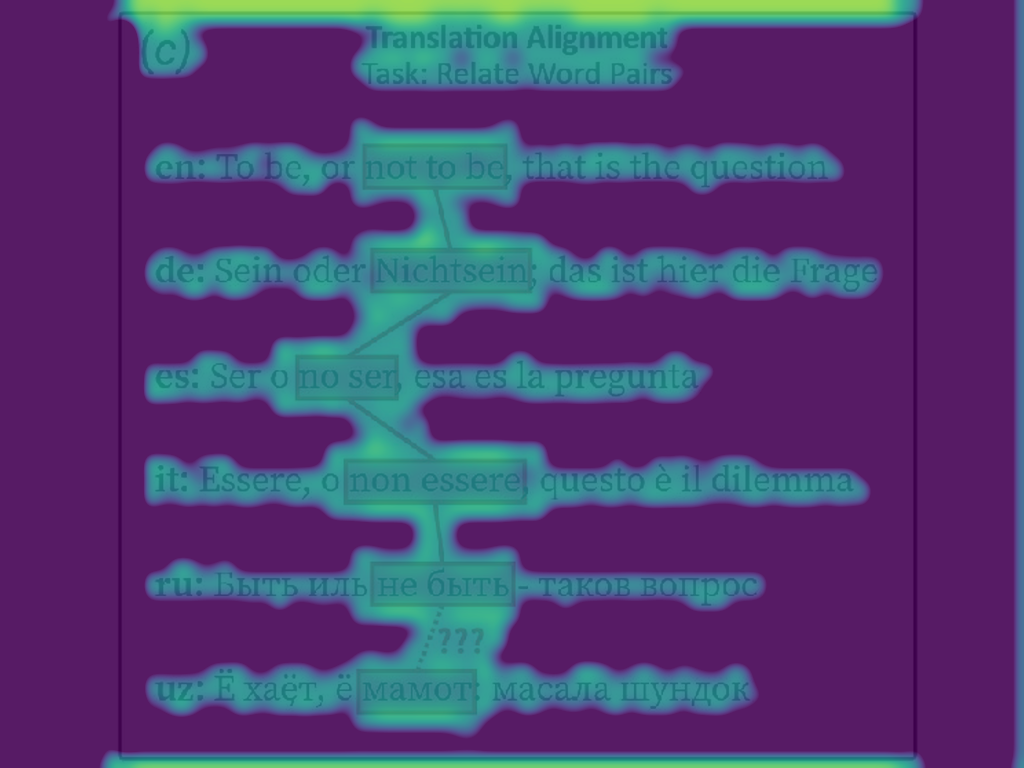 (c)
Translation Alignment
Task: Relate Word Pairs
en: To be, or not to be, that is the question
de: Sein oder Nichtsein; das ist hier die Frage
es: Ser o no ser, esa es la pregunta
it: Essere, o non essere, questo è il dilemma
ru: Быть иль не быть - таков вопрос
???
uz: Ё ҳаёт, ё мамот: масала шундок